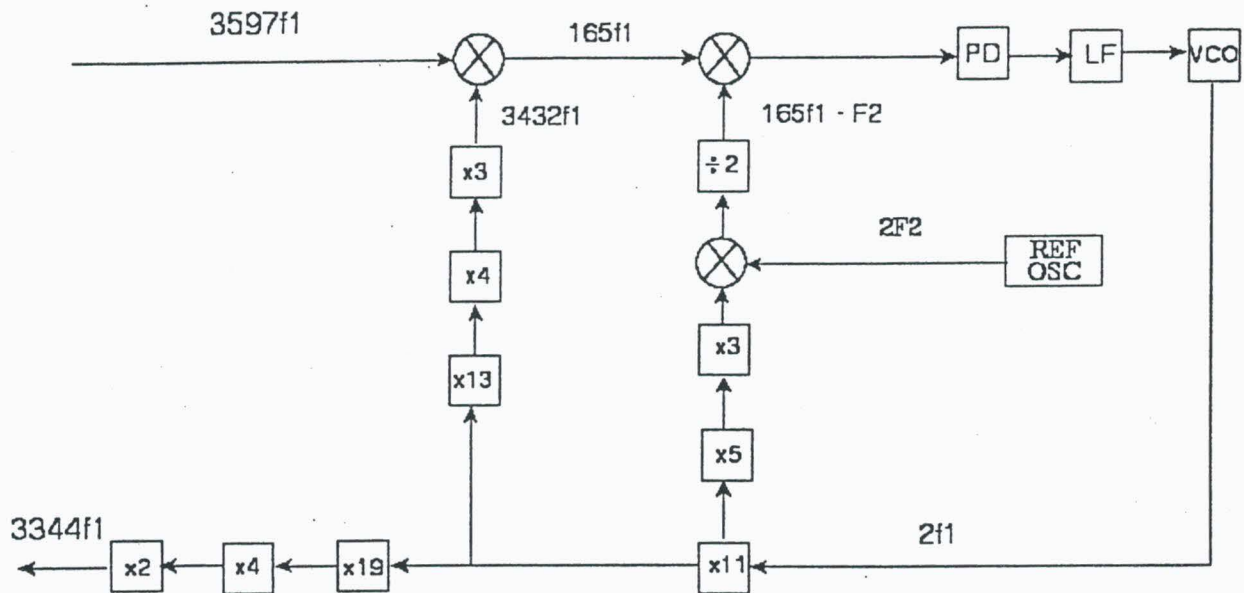 3597f1
165f1
PD
LF
VCO
3432f1
165f1 - F2
x3
÷2
2F2
REF
OSC
x4
x3
x13
x5
3344f1
2f1
x2
x4
x19
x11